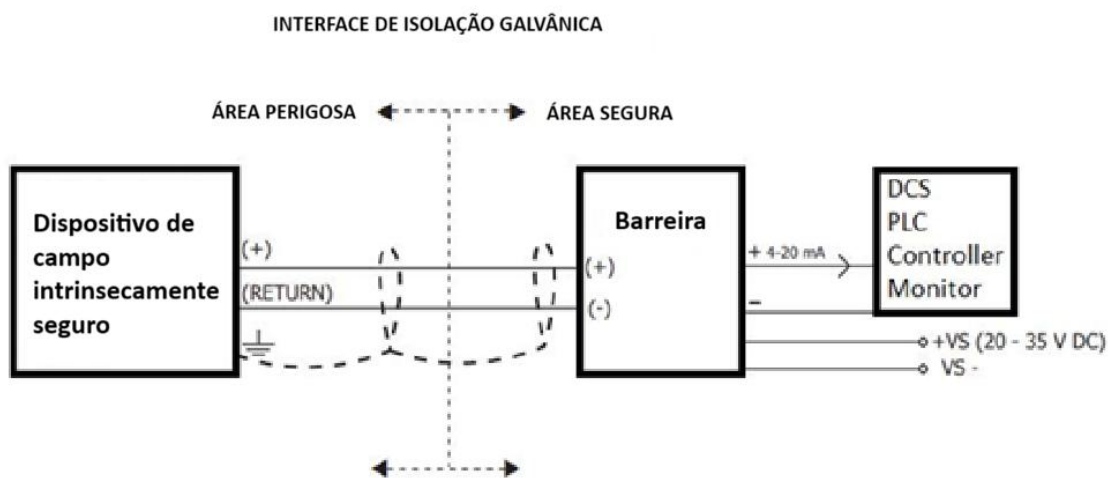 INTERFACE DE ISOLAÇÃO GALVÂNICA
ÁREA PERIGOSA
ÁREA SEGURA
Dispositivo de
campo
intrinsecamente
seguro
(+)
(RETURN)
Barreira
(+)
(-)
+ 4-20 mA
-
DCS
PLC
Controller
Monitor
+VS (20 - 35 V DC)
VS -